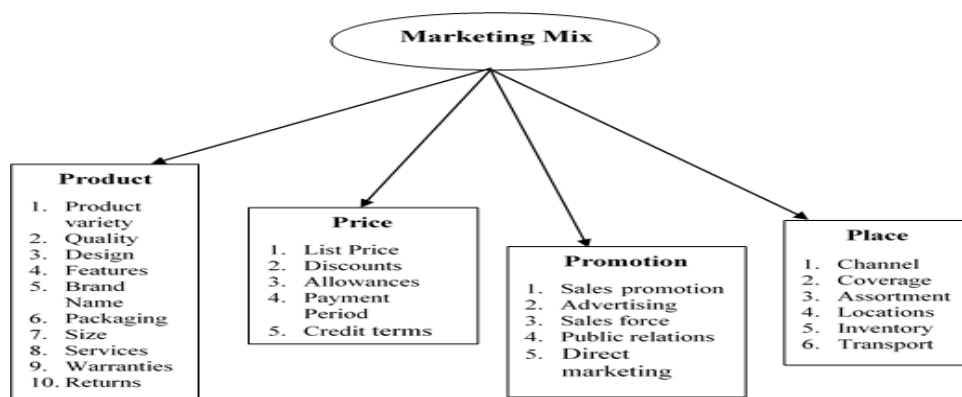 Marketing Mix
Product
1. Product
variety
2. Quality
3. Design
4. Features
5. Brand
Name
6. Packaging
7. Size
8. Services
9. Warranties
10. Returns
Price
1. List Price
2. Discounts
3. Allowances
4. Payment
Period
5. Credit terms
Promotion
1. Sales promotion
2. Advertising
3. Sales force
4. Public relations
5. Direct
marketing
Place
1. Channel
2. Coverage
3. Assortment
4. Locations
5. Inventory
6. Transport